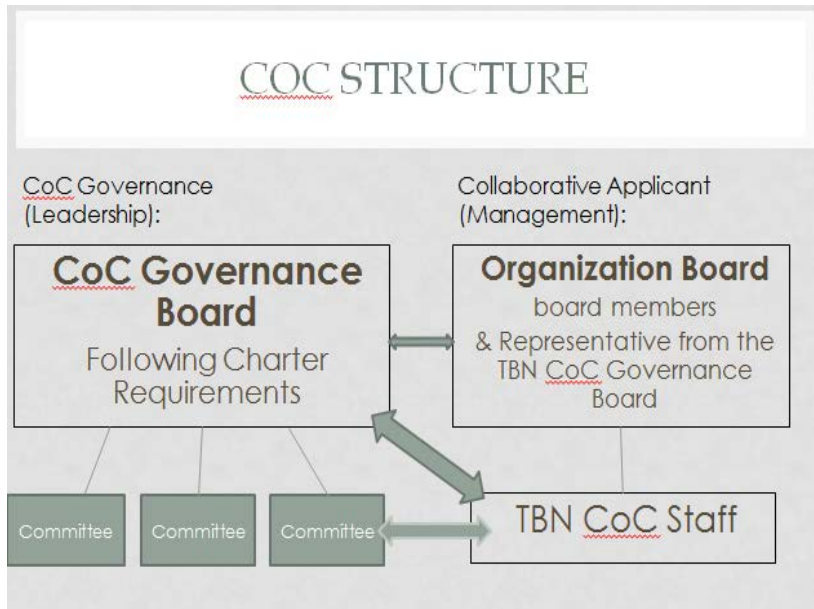 COC STRUCTURE
CoC Governance
(Leadership):
CoC Governance
Board
Following Charter
Requirements
Committee
Committee
Committee
Collaborative Applicant
(Management):
Organization Board
board members
& Representative from the
TBN CoC Governance
Board
TBN CoC Staff